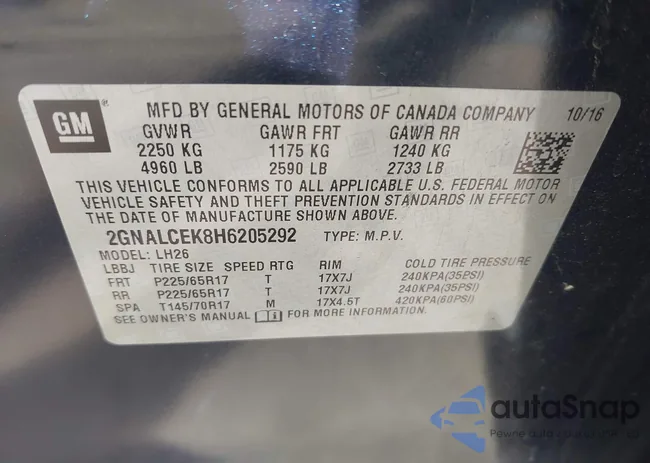 GM
MFD BY GENERAL MOTORS OF CANADA COMPANY 10/16
GVWR GAWR FRT GAWR RR
2250 KG 1175 KG 1240 KG
4960 LB 2590 LB 2733 LB
THIS VEHICLE CONFORMS TO ALL APPLICABLE U.S. FEDERAL MOTOR
VEHICLE SAFETY AND THEFT PREVENTION STANDARDS IN EFFECT ON
THE DATE OF MANUFACTURE SHOWN ABOVE.
2GNALCEK8H6205292 TYPE: M.P.V.
MODEL: LH26
LBBJ TIRE SIZE SPEED RTG RIM COLD TIRE PRESSURE
FRT P225/65R17 T 17X7J 240KPA(35PSI)
RR P225/65R17 T 17X7J 240KPA(35PSI)
SPA T145/70R17 M 17X4.5T 420KPA(60PSI)
SEE OWNER'S MANUAL FOR MORE INFORMATION.
autaSnap
Pewne auto z USA